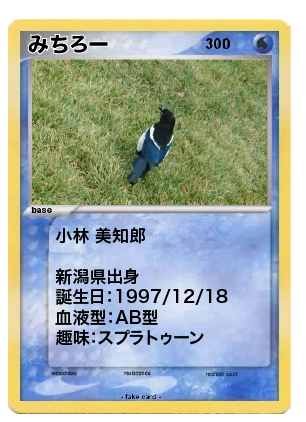 みちろー 300
base
小林 美知郎
新潟県出身
誕生日:1997/12/18
血液型:AB型
趣味:スプラトゥーン
weakness resistance retreat cost
- fake card -